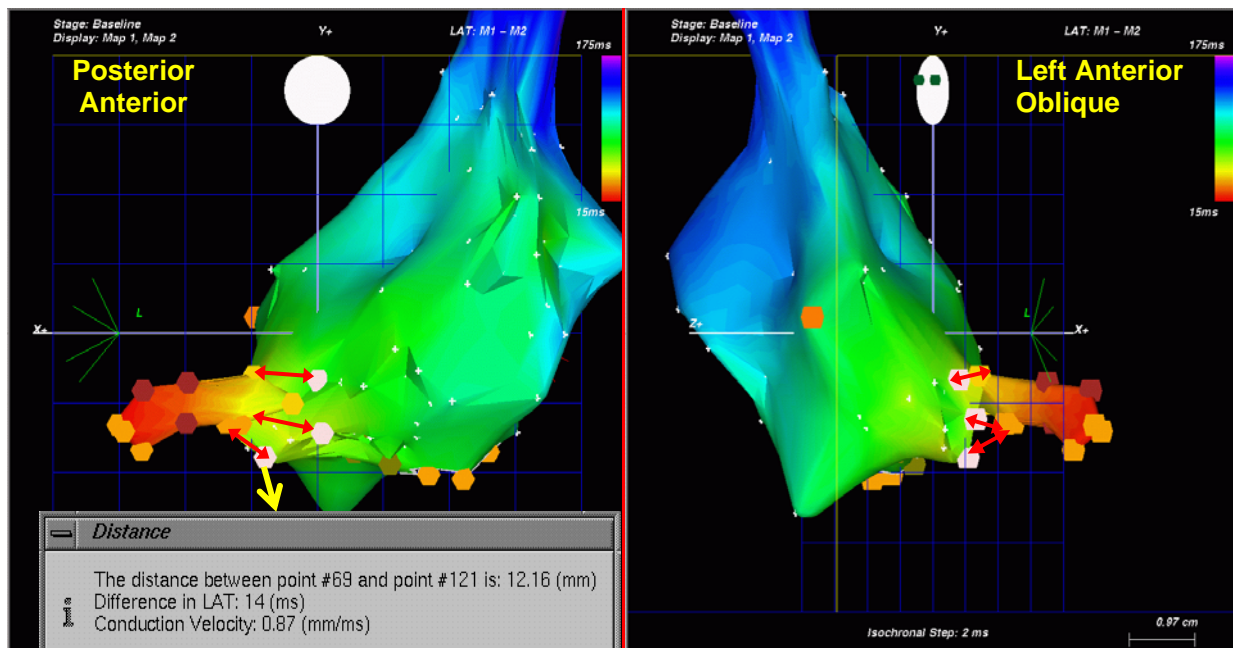 Stage: Baseline
Display: Map 1, Map 2
Y+
LAT: M1 – M2
175ms
Posterior
Anterior
15ms
L
X+
Distance
The distance between point #69 and point #121 is: 12.16 (mm)
Difference in LAT: 14 (ms)
Conduction Velocity: 0.87 (mm/ms)
Stage: Baseline
Display: Map 1, Map 2
Y+
LAT: M1 – M2
175ms
Left Anterior
Oblique
15ms
L
Z+
X+
0.97 cm
Isochronal Step: 2 ms